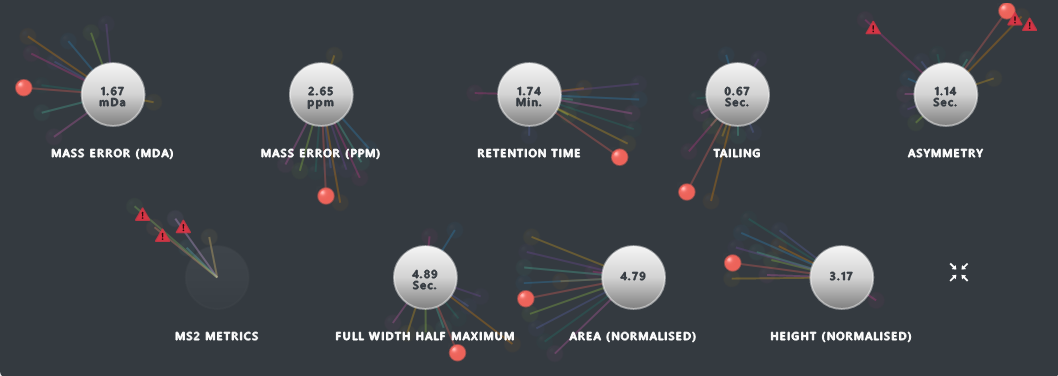 1.67
mDa
2.65
ppm
1.74
Min.
0.67
Sec.
1.14
Sec.
MASS ERROR (MDA)
MASS ERROR (PPM)
RETENTION TIME
TAILING
ASYMMETRY
4.89
Sec.
4.79
3.17
MS2 METRICS
FULL WIDTH HALF MAXIMUM
AREA (NORMALISED)
HEIGHT (NORMALISED)